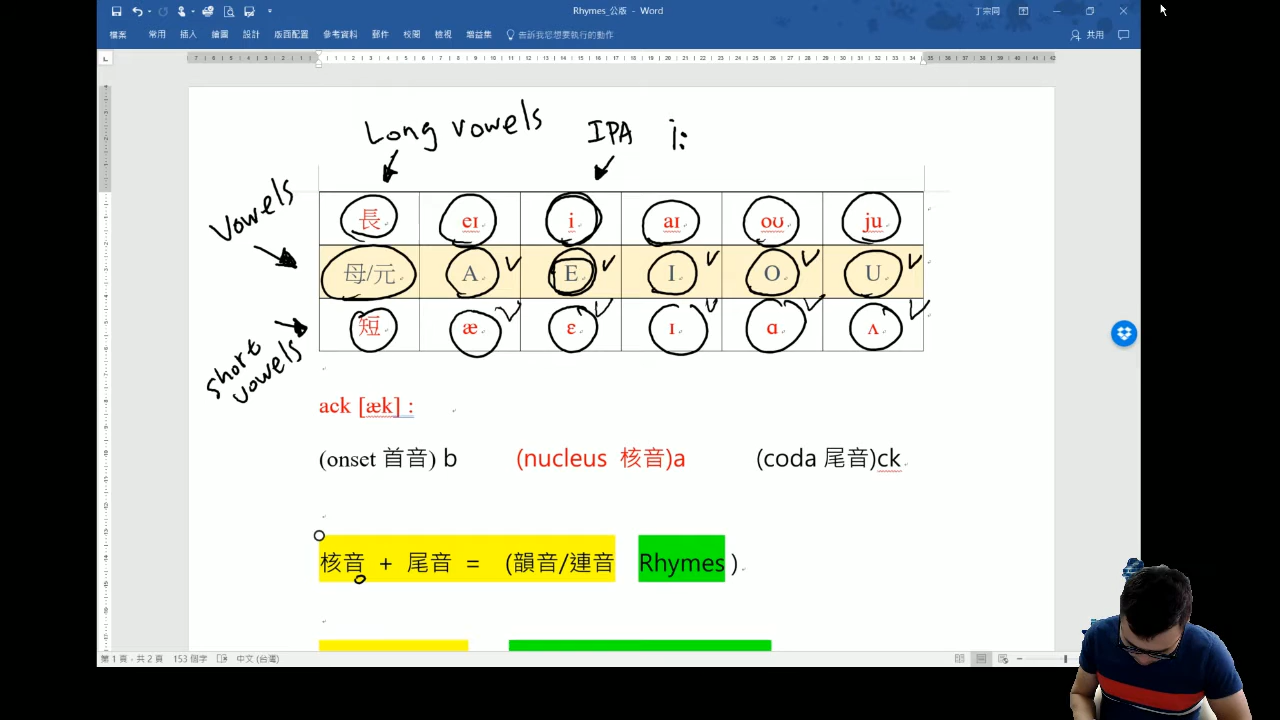 Rhymes_公版 - Word
丁宗同
檔案 常用 插入 繪圖 設計 版面配置 參考資料 郵件 校閱 檢視 增益集 告訴我您想要執行的動作 共用
Long vowels IPA i:
Vowels
長 eɪ i aɪ oʊ ju
母/元 A E I O U
短 æ ɛ ɪ ɑ ʌ
short
vowels
ack [æk] :
(onset 首音) b (nucleus 核音)a (coda 尾音)ck
核音 + 尾音 = (韻音/連音 Rhymes )
第 1 頁，共 2 頁 153 個字 中文 (台灣)